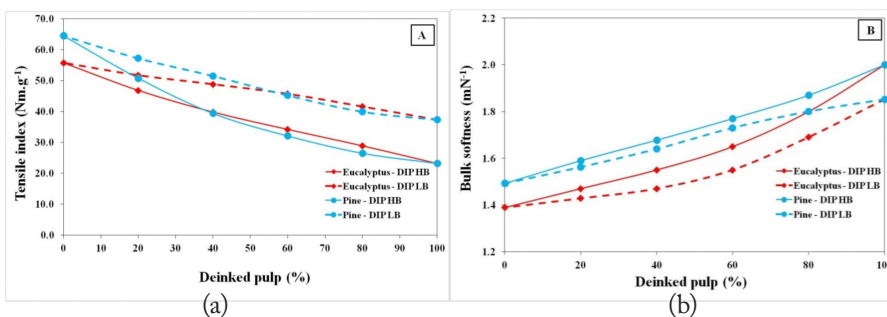 A
Tensile index (Nm.g⁻¹)
70.0
60.0
50.0
40.0
30.0
20.0
10.0
0.0
Eucalyptus - DIP HB
Eucalyptus - DIP LB
Pine - DIP HB
Pine - DIP LB
0 10 20 30 40 50 60 70 80 90 100
Deinked pulp (%)
(a)
B
Bulk softness (mN⁻¹)
2.2
2.0
1.8
1.6
1.4
1.2
Eucalyptus - DIP HB
Eucalyptus - DIP LB
Pine - DIP HB
Pine - DIP LB
0 20 40 60 80 100
Deinked pulp (%)
(b)